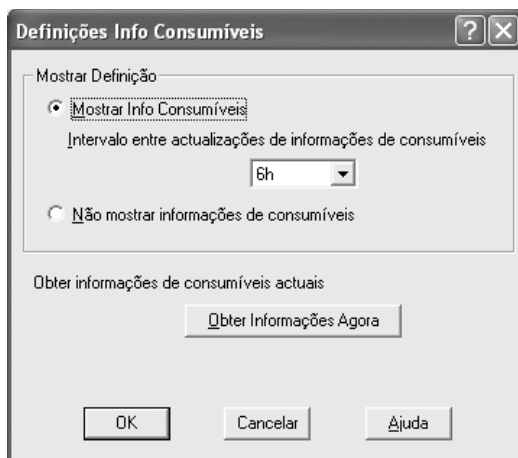 Definições Info Consumíveis
Mostrar Definição
Mostrar Info Consumíveis
Intervalo entre actualizações de informações de consumíveis
6h
Não mostrar informações de consumíveis
Obter informações de consumíveis actuais
Obter Informações Agora
OK Cancelar Ajuda